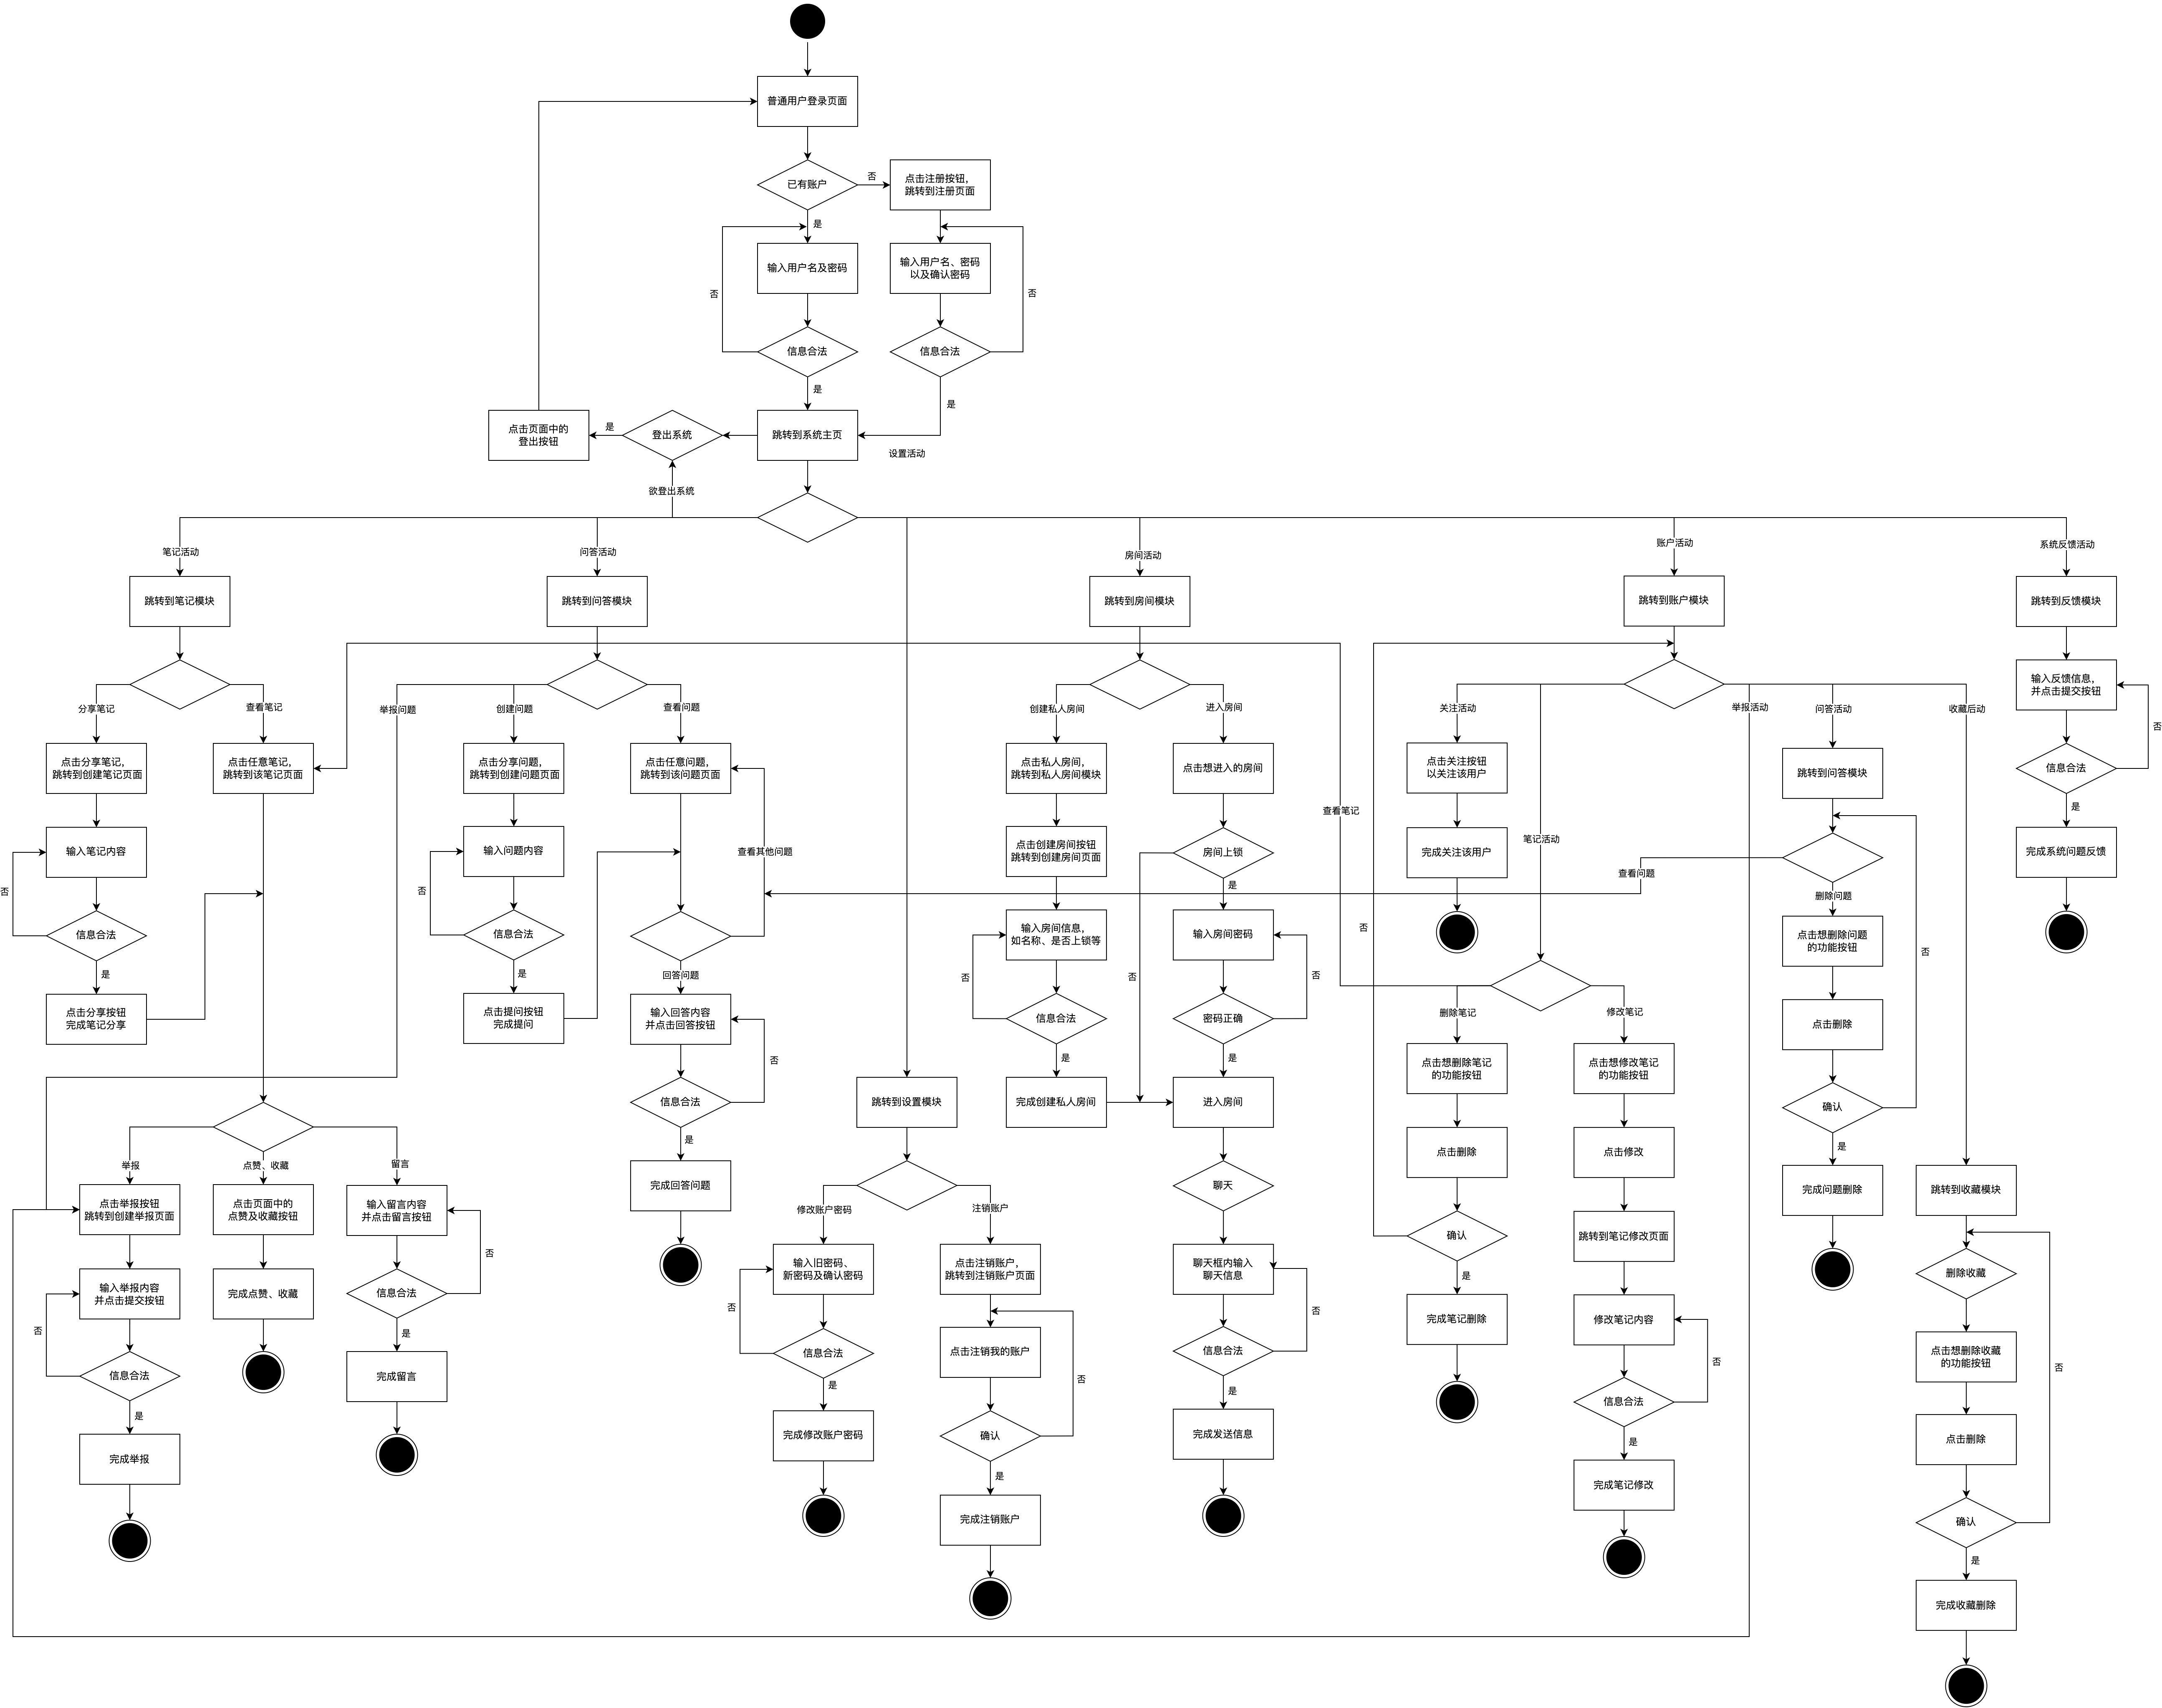 普通用户登录页面
已有账户
否
点击注册按钮,
跳转到注册页面
是
输入用户名及密码
输入用户名、密码
以及确认密码
否
否
信息合法
信息合法
是
是
点击页面中的
登出按钮
是
登出系统
跳转到系统主页
设置活动
欲登出系统
笔记活动
问答活动
房间活动
账户活动
系统反馈活动
跳转到笔记模块
跳转到问答模块
跳转到房间模块
跳转到账户模块
跳转到反馈模块
输入反馈信息,
并点击提交按钮
分享笔记
查看笔记
举报问题
创建问题
查看问题
创建私人房间
进入房间
关注活动
举报活动
问答活动
收藏后动
否
点击分享笔记,
跳转到创建笔记页面
点击任意笔记,
跳转到该笔记页面
点击分享问题,
跳转到创建问题页面
点击任意问题,
跳转到该问题页面
点击私人房间,
跳转到私人房间模块
点击想进入的房间
点击关注按钮
以关注该用户
跳转到问答模块
信息合法
查看笔记
是
笔记活动
输入笔记内容
输入问题内容
查看其他问题
点击创建房间按钮
跳转到创建房间页面
房间上锁
完成关注该用户
完成系统问题反馈
查看问题
否
否
是
删除问题
信息合法
信息合法
输入房间信息,
如名称、是否上锁等
输入房间密码
否
点击想删除问题
的功能按钮
否
是
是
回答问题
否
否
否
点击分享按钮
完成笔记分享
点击提问按钮
完成提问
输入回答内容
并点击回答按钮
信息合法
密码正确
删除笔记
修改笔记
点击删除
否
是
是
点击想删除笔记
的功能按钮
点击想修改笔记
的功能按钮
信息合法
跳转到设置模块
完成创建私人房间
进入房间
确认
是
点击删除
点击修改
是
举报
点击赞、收藏
留言
点击举报按钮
跳转到创建举报页面
点击页面中的
点赞及收藏按钮
输入留言内容
并点击留言按钮
完成回答问题
聊天
完成问题删除
跳转到收藏模块
修改账户密码
注销账户
否
确认
跳转到笔记修改页面
输入旧密码、
新密码及确认密码
点击注销账户,
跳转到注销账户页面
聊天框内输入
聊天信息
是
删除收藏
输入举报内容
并点击提交按钮
完成点赞、收藏
信息合法
否
否
否
是
完成笔记删除
修改笔记内容
信息合法
点击注销我的账户
信息合法
否
点击想删除收藏
的功能按钮
否
信息合法
完成留言
是
否
是
信息合法
是
完成举报
完成修改账户密码
确认
完成发送信息
是
点击删除
是
完成笔记修改
完成注销账户
确认
是
完成收藏删除